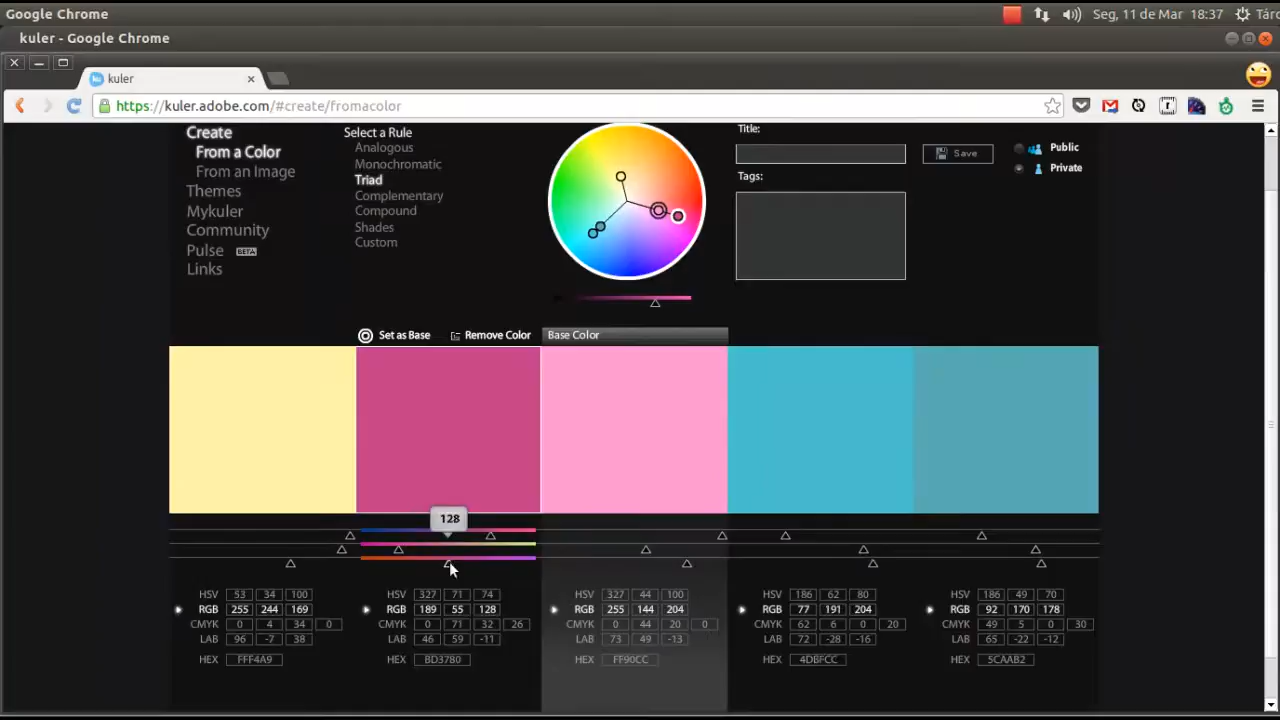 Google Chrome
Seg, 11 de Mar 18:37 Táro
kuler - Google Chrome
kuler
https://kuler.adobe.com/#create/fromacolor
Create
From a Color
From an Image
Themes
Mykuler
Community
Pulse BETA
Links
Select a Rule
Analogous
Monochromatic
Triad
Complementary
Compound
Shades
Custom
Title:
Save
Tags:
Public
Private
Set as Base Remove Color Base Color
128
HSV 53 34 100
RGB 255 244 169
CMYK 0 4 34 0
LAB 96 -7 38
HEX FFF4A9
HSV 327 71 74
RGB 189 55 128
CMYK 0 71 32 26
LAB 46 59 -11
HEX BD3780
HSV 327 44 100
RGB 255 144 204
CMYK 0 44 20 0
LAB 73 49 -13
HEX FF90CC
HSV 186 62 80
RGB 77 191 204
CMYK 62 6 0 20
LAB 72 -28 -16
HEX 4DBFCC
HSV 186 49 70
RGB 92 170 178
CMYK 49 5 0 30
LAB 65 -22 -12
HEX 5CAAB2